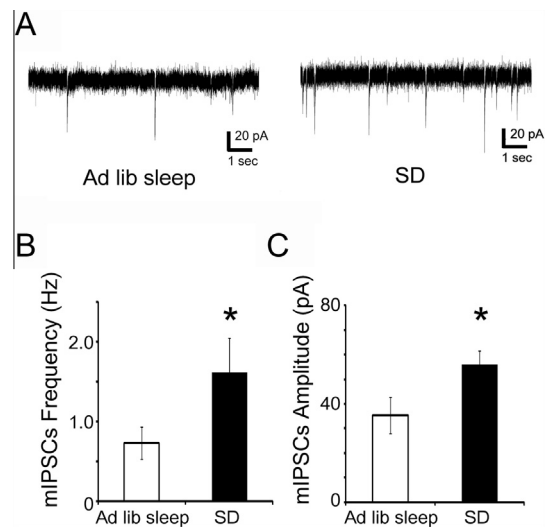 A
20 pA
1 sec
Ad lib sleep
20 pA
1 sec
SD
B
mIPSCs Frequency (Hz)
2.0
1.0
0
*
Ad lib sleep SD
C
mIPSCs Amplitude (pA)
80
40
0
*
Ad lib sleep SD